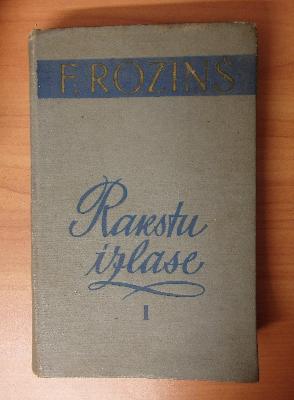 F. ROZIŅŠ
Rakstu
izlase
I